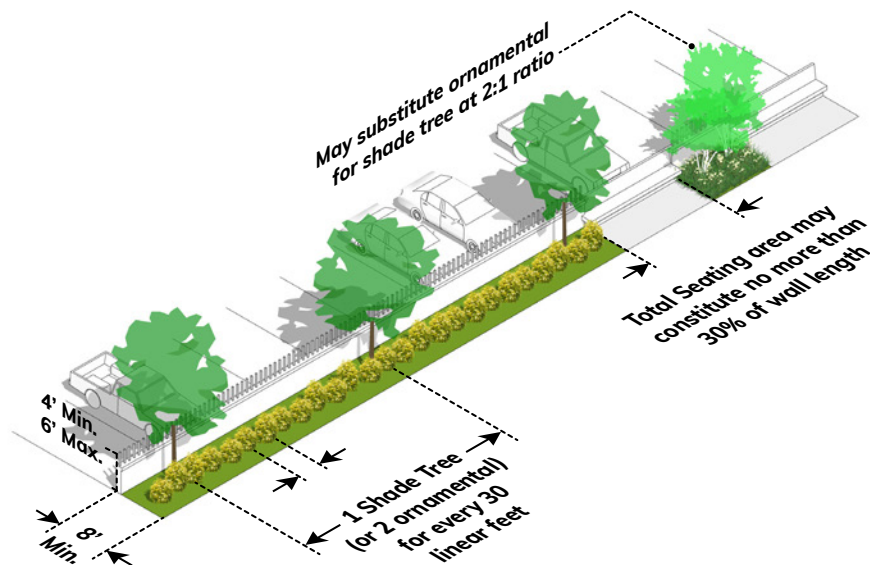 May substitute ornamental
for shade tree at 2:1 ratio
Total Seating area may
constitute no more than
30% of wall length
4' Min.
6' Max.
8'
Min.
1 Shade Tree
(or 2 ornamental)
for every 30
linear feet